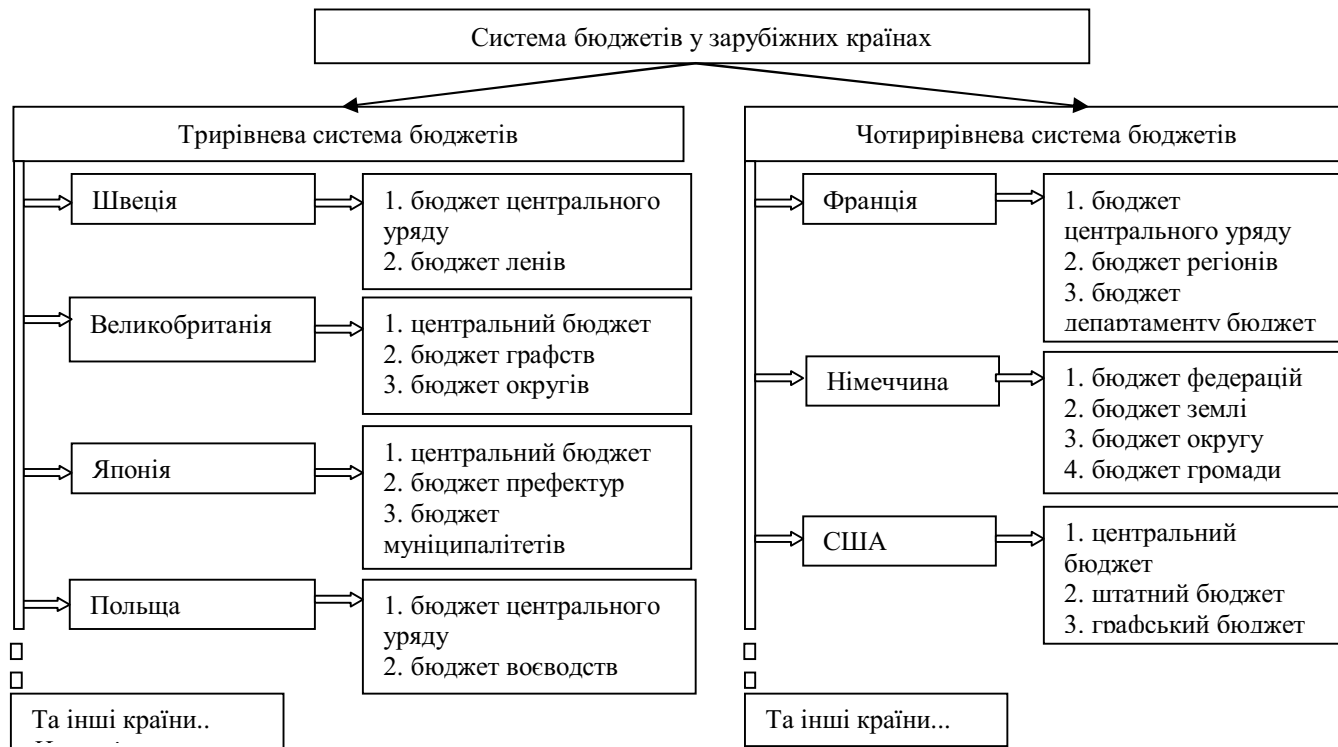 Система бюджетів у зарубіжних країнах
Трирівнева система бюджетів
Швеція
1. бюджет центрального
уряду
2. бюджет ленів
Великобританія
1. центральний бюджет
2. бюджет графств
3. бюджет округів
Японія
1. центральний бюджет
2. бюджет префектур
3. бюджет
муніципалітетів
Польща
1. бюджет центрального
уряду
2. бюджет воєводств
Та інші країни..
Чотирирівнева система бюджетів
Франція
1. бюджет
центрального уряду
2. бюджет регіонів
3. бюджет
департаменту бюджет
Німеччина
1. бюджет федерацій
2. бюджет землі
3. бюджет округу
4. бюджет громади
США
1. центральний
бюджет
2. штатний бюджет
3. графський бюджет
Та інші країни...